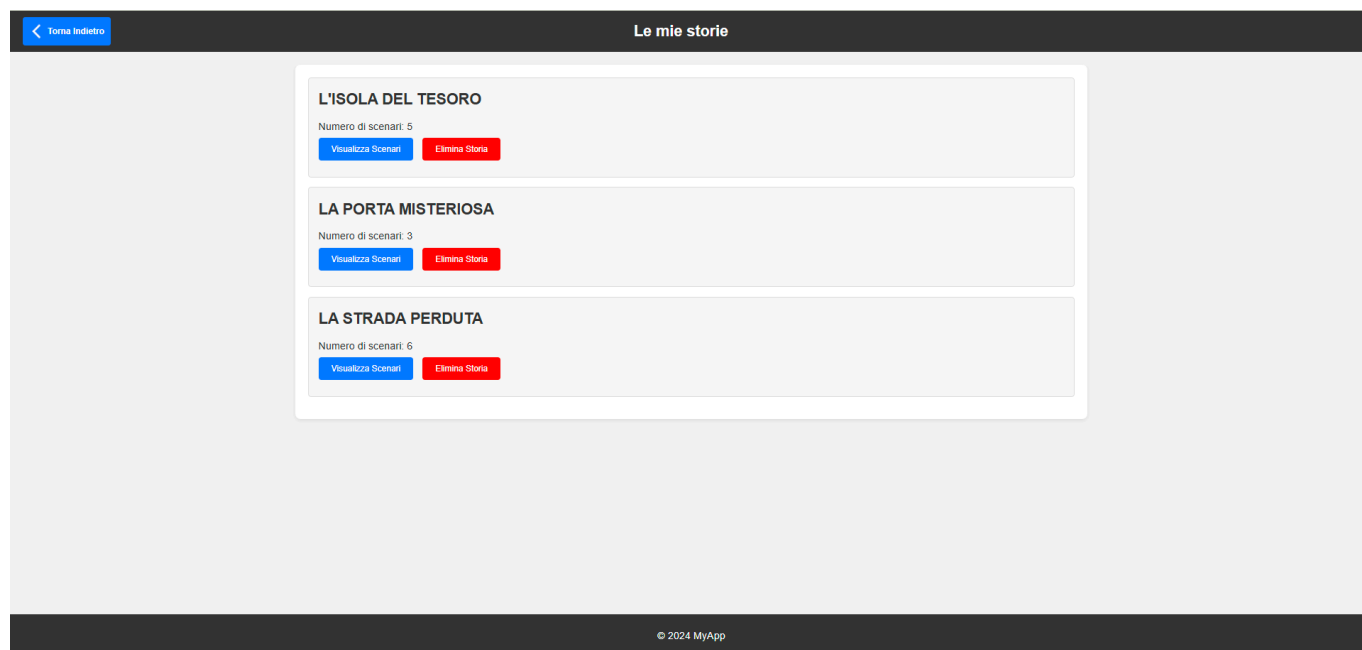 Torna Indietro
Le mie storie
L'ISOLA DEL TESORO
Numero di scenari: 5
Visualizza Scenari
Elimina Storia
LA PORTA MISTERIOSA
Numero di scenari: 3
Visualizza Scenari
Elimina Storia
LA STRADA PERDUTA
Numero di scenari: 6
Visualizza Scenari
Elimina Storia
© 2024 MyApp